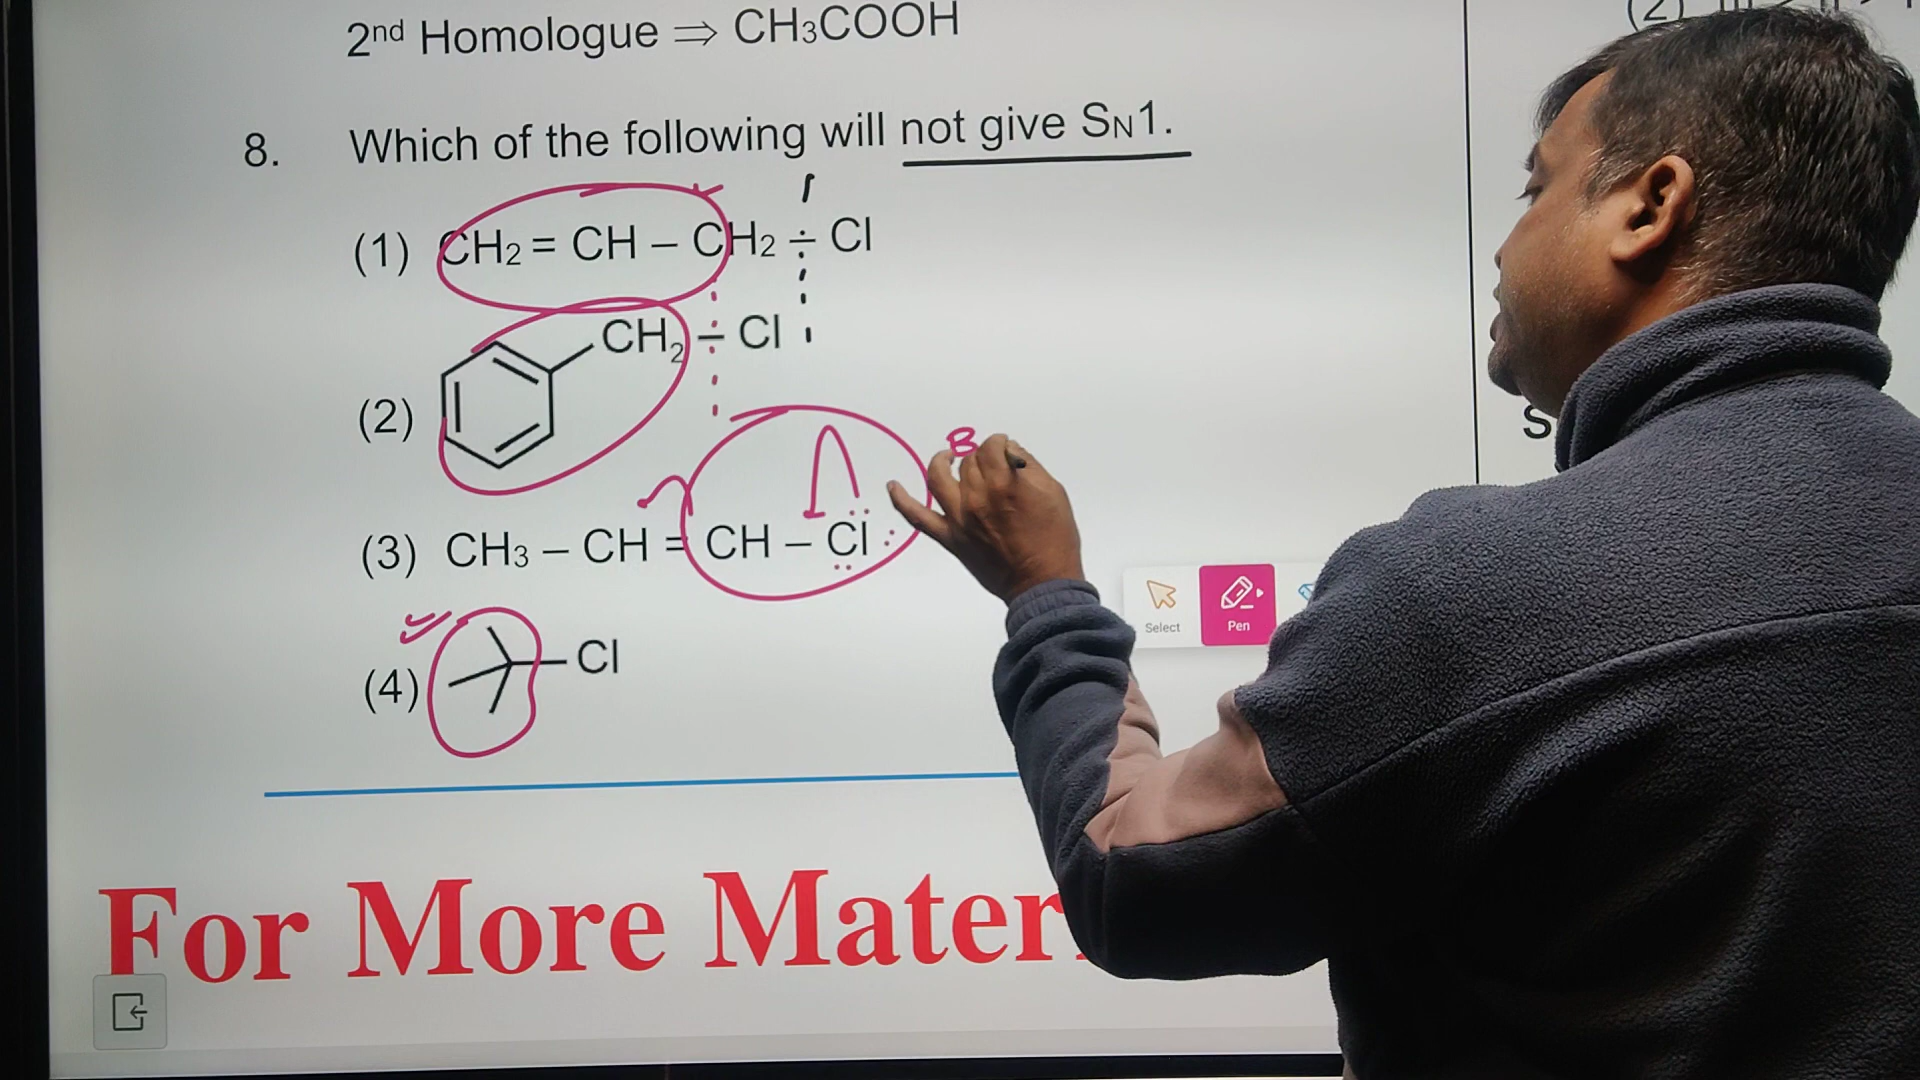 2nd Homologue ⇒ CH3COOH
8. Which of the following will not give SN1.
(1) CH2 = CH – CH2 ÷ Cl
CH2 ÷ Cl
(2)
B
(3) CH3 – CH = CH – Cl
(4) Cl
Select
Pen
For More Mater
(2)
S